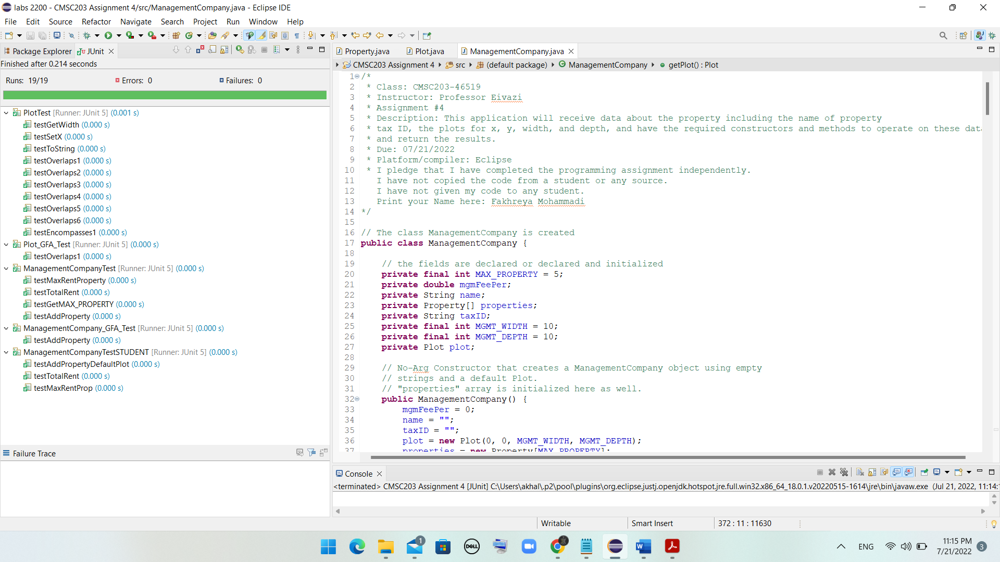 labs 2200 - CMSC203 Assignment 4/src/ManagementCompany.java - Eclipse IDE
File Edit Source Refactor Navigate Search Project Run Window Help
Package Explorer JUnit
Finished after 0.214 seconds
Runs: 19/19 Errors: 0 Failures: 0
PlotTest [Runner: JUnit 5] (0.001 s)
testGetWidth (0.000 s)
testSetX (0.000 s)
testToString (0.000 s)
testOverlaps1 (0.000 s)
testOverlaps2 (0.000 s)
testOverlaps3 (0.000 s)
testOverlaps4 (0.000 s)
testOverlaps5 (0.000 s)
testOverlaps6 (0.000 s)
testEncompasses1 (0.000 s)
Plot_GFA_Test [Runner: JUnit 5] (0.000 s)
testOverlaps1 (0.000 s)
ManagementCompanyTest [Runner: JUnit 5] (0.000 s)
testMaxRentProperty (0.000 s)
testTotalRent (0.000 s)
testGetMAX_PROPERTY (0.000 s)
testAddProperty (0.000 s)
ManagementCompany_GFA_Test [Runner: JUnit 5] (0.000 s)
testAddProperty (0.000 s)
ManagementCompanyTestSTUDENT [Runner: JUnit 5] (0.000 s)
testAddPropertyDefaultPlot (0.000 s)
testTotalRent (0.000 s)
testMaxRentProp (0.000 s)
Failure Trace
Property.java Plot.java ManagementCompany.java
CMSC203 Assignment 4 src (default package) ManagementCompany getPlot() : Plot
1 /*
2 * Class: CMSC203-46519
3 * Instructor: Professor Eivazi
4 * Assignment #4
5 * Description: This application will receive data about the property including the name of property
6 * tax ID, the plots for x, y, width, and depth, and have the required constructors and methods to operate on these data
7 * and return the results.
8 * Due: 07/21/2022
9 * Platform/compiler: Eclipse
10 * I pledge that I have completed the programming assignment independently.
11 I have not copied the code from a student or any source.
12 I have not given my code to any student.
13 Print your Name here: Fakhreya Mohammadi
14 */
15
16 // The class ManagementCompany is created
17 public class ManagementCompany {
18
19 // the fields are declared or declared and initialized
20 private final int MAX_PROPERTY = 5;
21 private double mgmFeePer;
22 private String name;
23 private Property[] properties;
24 private String taxID;
25 private final int MGMT_WIDTH = 10;
26 private final int MGMT_DEPTH = 10;
27 private Plot plot;
28
29 // No-Arg Constructor that creates a ManagementCompany object using empty
30 // strings and a default Plot.
31 // "properties" array is initialized here as well.
32 public ManagementCompany() {
33 mgmFeePer = 0;
34 name = "";
35 taxID = "";
36 plot = new Plot(0, 0, MGMT_WIDTH, MGMT_DEPTH);
37 properties = new Property[MAX_PROPERTY];
Console
<terminated> CMSC203 Assignment 4 [JUnit] C:\Users\akhal\.p2\pool\plugins\org.eclipse.justj.openjdk.hotspot.jre.full.win32.x86_64_18.0.1.v20220515-1614\jre\bin\javaw.exe (Jul 21, 2022, 11:14:
Writable Smart Insert 372 : 11 : 11630
1 DELL ENG 11:15 PM 3
7/21/2022